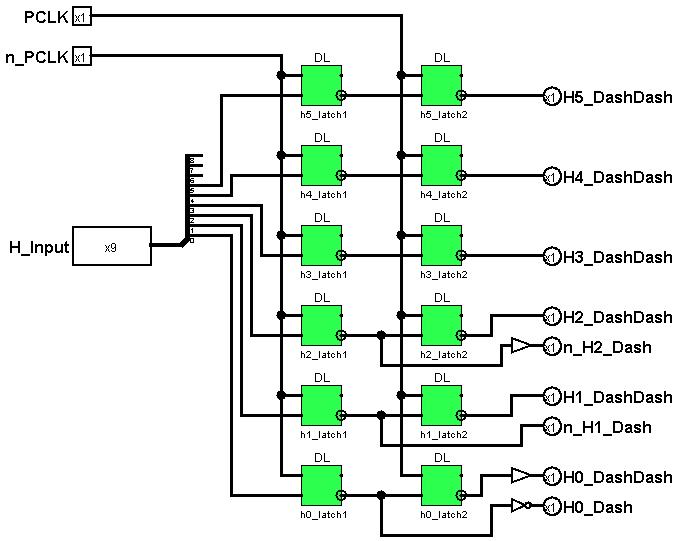 PCLK x1
n_PCLK x1
DL DL
h5_latch1 h5_latch2 x1 H5_DashDash
DL DL
h4_latch1 h4_latch2 x1 H4_DashDash
8
7
6
5
4
3
2
1
0
H_Input x9
DL DL
h3_latch1 h3_latch2 x1 H3_DashDash
DL DL
x1 H2_DashDash
h2_latch1 h2_latch2 x1 n_H2_Dash
DL DL
x1 H1_DashDash
h1_latch1 h1_latch2 x1 n_H1_Dash
DL DL
x1 H0_DashDash
h0_latch1 h0_latch2 x1 H0_Dash